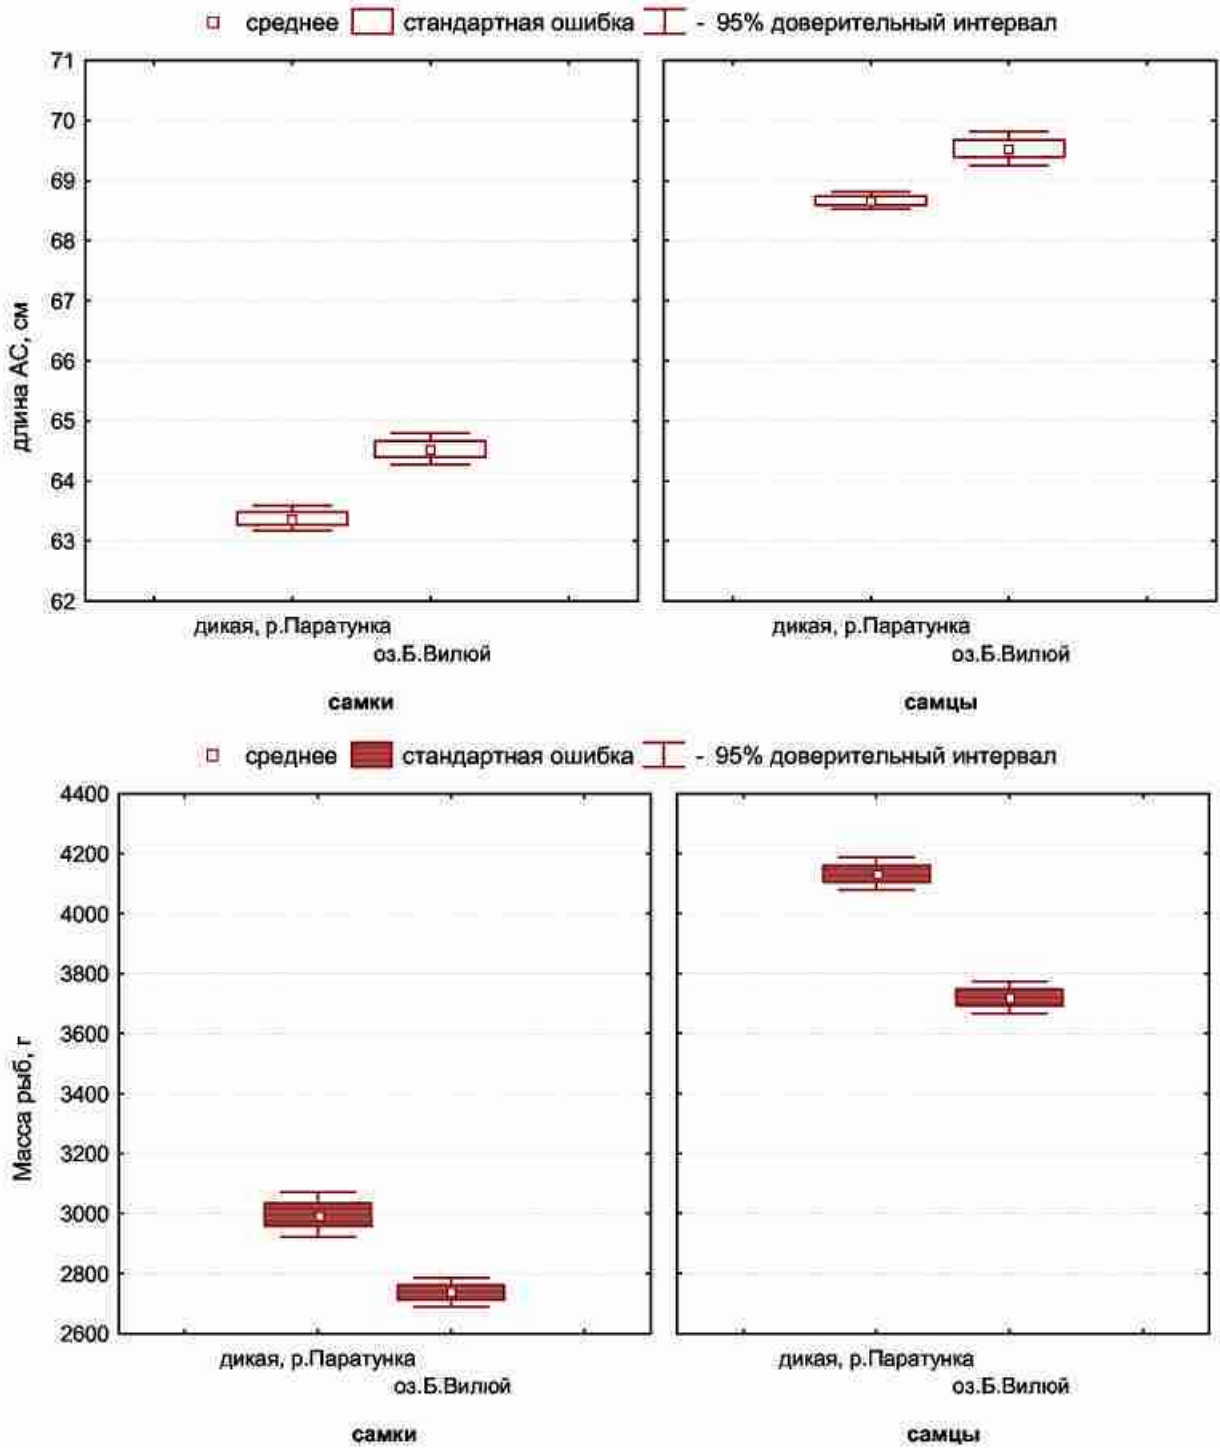 среднее стандартная ошибка - 95% доверительный интервал
71
70
69
68
67
66
65
64
63
62
длина АС, см
дикая, р.Паратунка дикая, р.Паратунка
оз.Б.Вилюй оз.Б.Вилюй
самки самцы
среднее стандартная ошибка - 95% доверительный интервал
4400
4200
4000
3800
3600
3400
3200
3000
2800
2600
Масса рыб, г
дикая, р.Паратунка дикая, р.Паратунка
оз.Б.Вилюй оз.Б.Вилюй
самки самцы